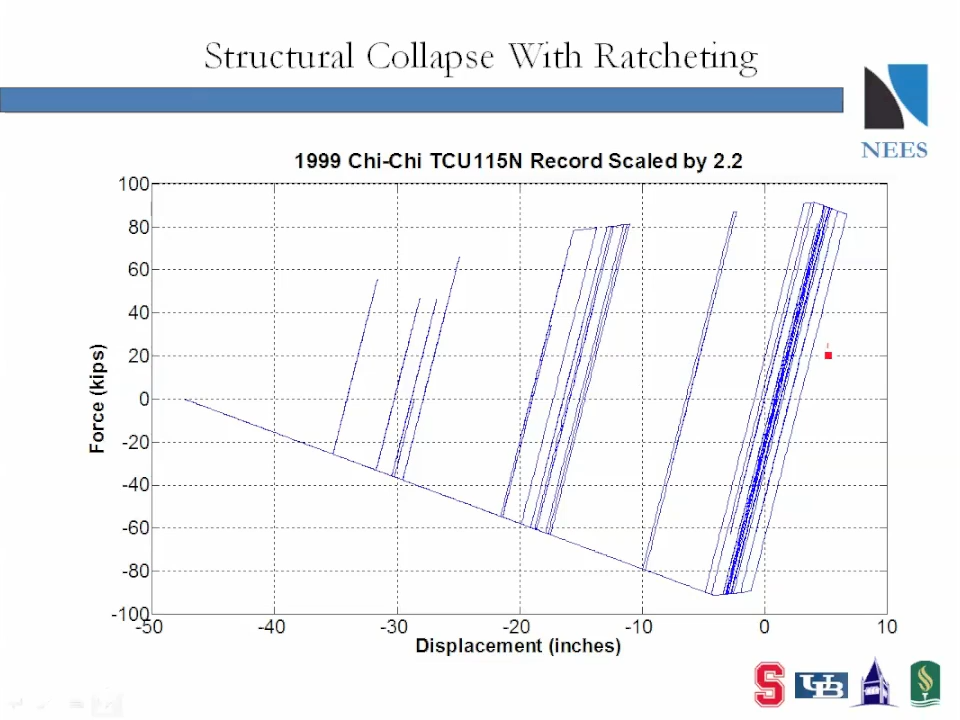 Structural Collapse With Ratcheting
NEES
1999 Chi-Chi TCU115N Record Scaled by 2.2
100
80
60
40
20
0
-20
-40
-60
-80
-100
Force (kips)
-50 -40 -30 -20 -10 0 10
Displacement (inches)
S UB